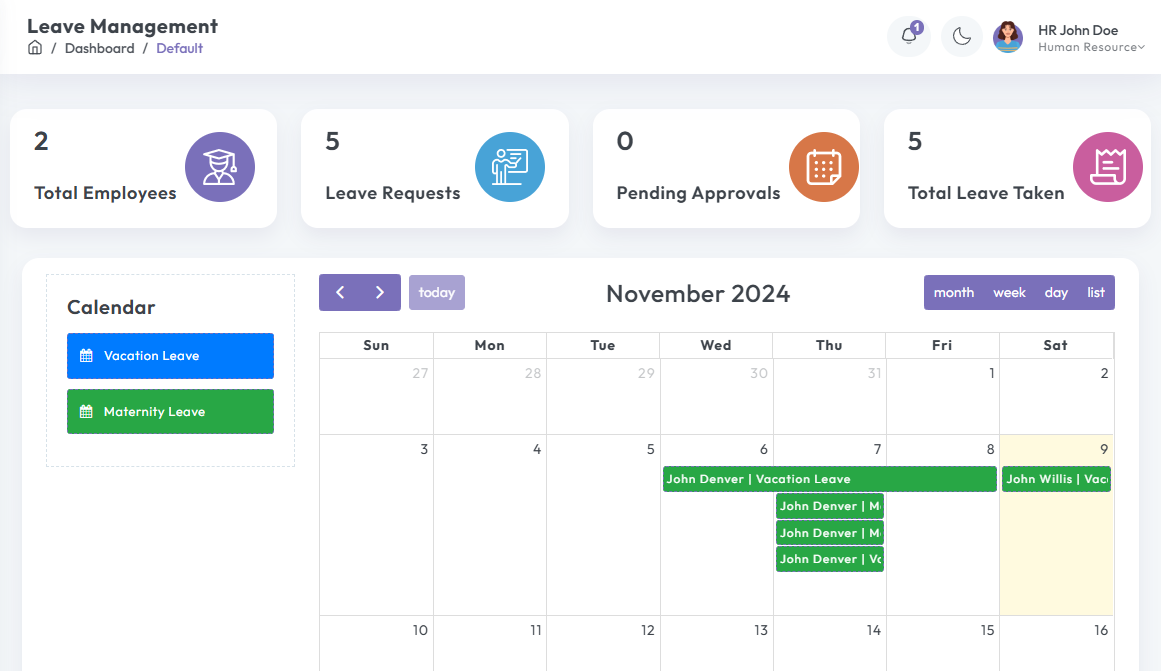 Leave Management
/ Dashboard / Default
1
HR John Doe
Human Resource
2
Total Employees
5
Leave Requests
0
Pending Approvals
5
Total Leave Taken
Calendar
Vacation Leave
Maternity Leave
today
November 2024
month week day list
Sun Mon Tue Wed Thu Fri Sat
27 28 29 30 31 1 2
3 4 5 6 7 8 9
John Denver | Vacation Leave
John Willis | Vac
John Denver | M
John Denver | M
John Denver | Va
10 11 12 13 14 15 16